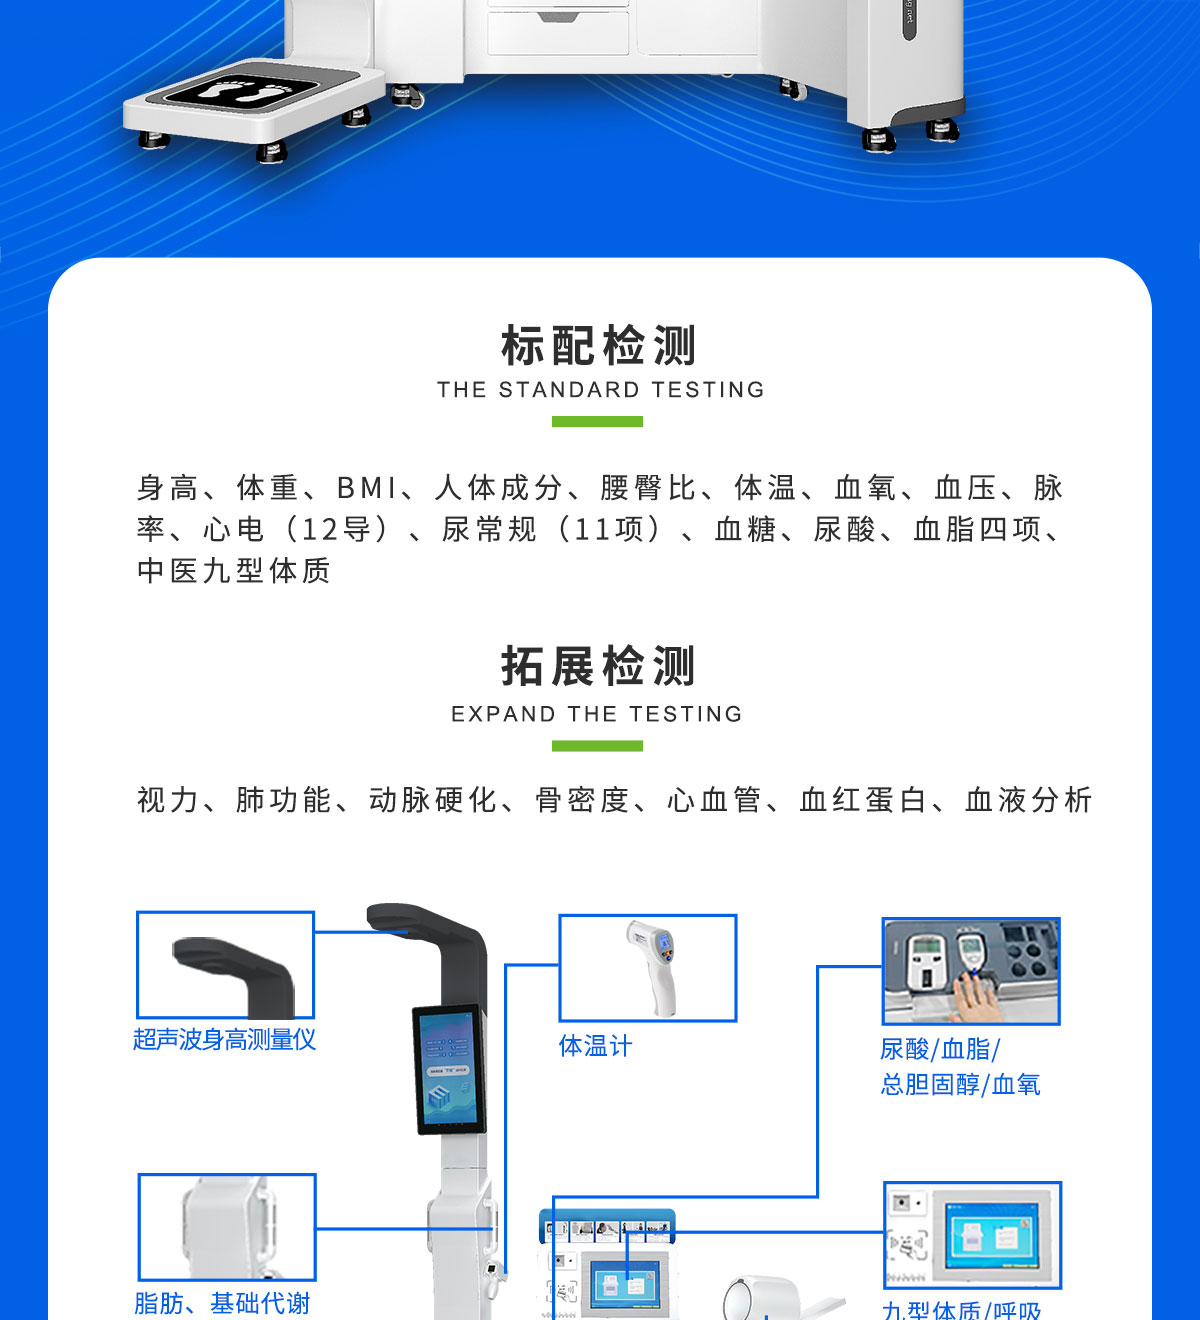 标配检测
THE STANDARD TESTING
身高、体重、BMI、人体成分、腰臀比、体温、血氧、血压、脉
率、心电（12导）、尿常规（11项）、血糖、尿酸、血脂四项、
中医九型体质
拓展检测
EXPAND THE TESTING
视力、肺功能、动脉硬化、骨密度、心血管、血红蛋白、血液分析
超声波身高测量仪
体温计
尿酸/血脂/
总胆固醇/血氧
脂肪、基础代谢
九型体质/呼吸